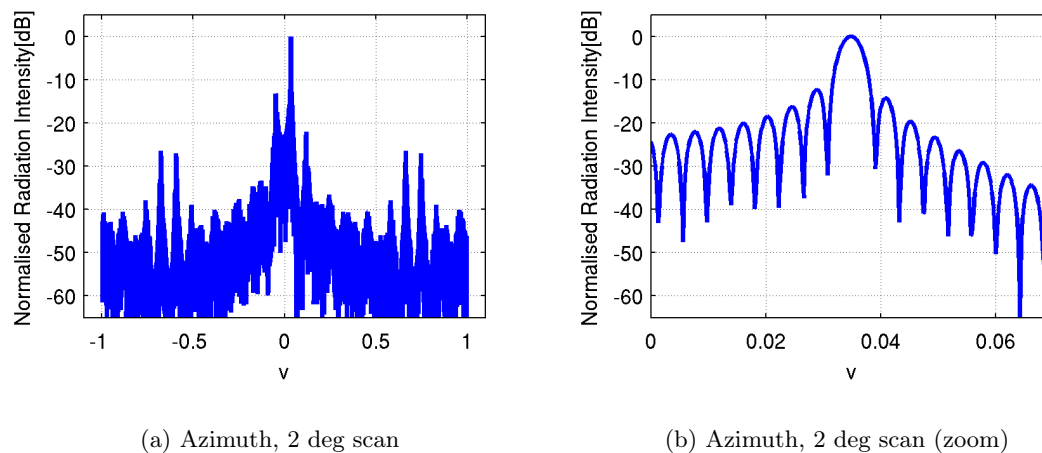 Normalised Radiation Intensity[dB]
0
-10
-20
-30
-40
-50
-60
-1 -0.5 0 0.5 1
v
(a) Azimuth, 2 deg scan
Normalised Radiation Intensity[dB]
0
-10
-20
-30
-40
-50
-60
0 0.02 0.04 0.06
v
(b) Azimuth, 2 deg scan (zoom)